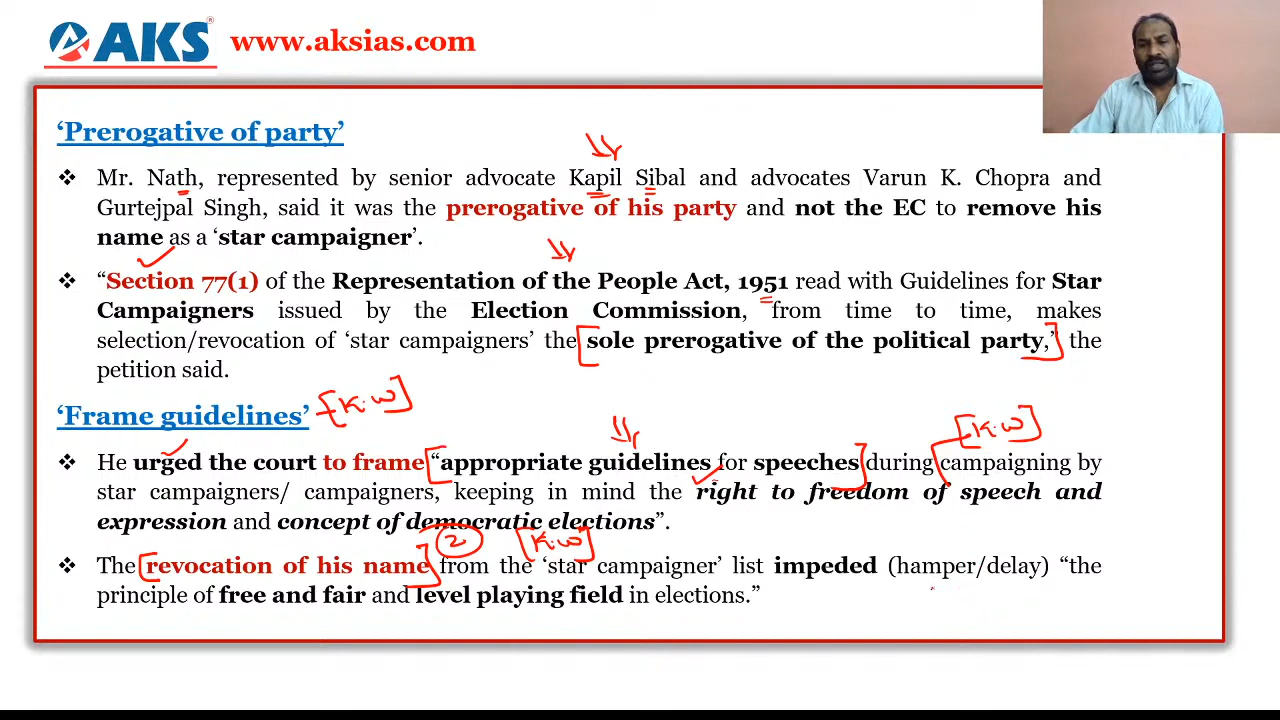 AKS® www.aksias.com
‘Prerogative of party’
❖ Mr. Nath, represented by senior advocate Kapil Sibal and advocates Varun K. Chopra and
Gurtejpal Singh, said it was the prerogative of his party and not the EC to remove his
name as a ‘star campaigner’.
❖ “Section 77(1) of the Representation of the People Act, 1951 read with Guidelines for Star
Campaigners issued by the Election Commission, from time to time, makes
selection/revocation of ‘star campaigners’ the sole prerogative of the political party,” the
petition said.
‘Frame guidelines’ [K.W]
[K.W]
❖ He urged the court to frame “appropriate guidelines for speeches during campaigning by
star campaigners/ campaigners, keeping in mind the right to freedom of speech and
expression and concept of democratic elections”.
2 [K.W]
❖ The revocation of his name from the ‘star campaigner’ list impeded (hamper/delay) “the
principle of free and fair and level playing field in elections.”